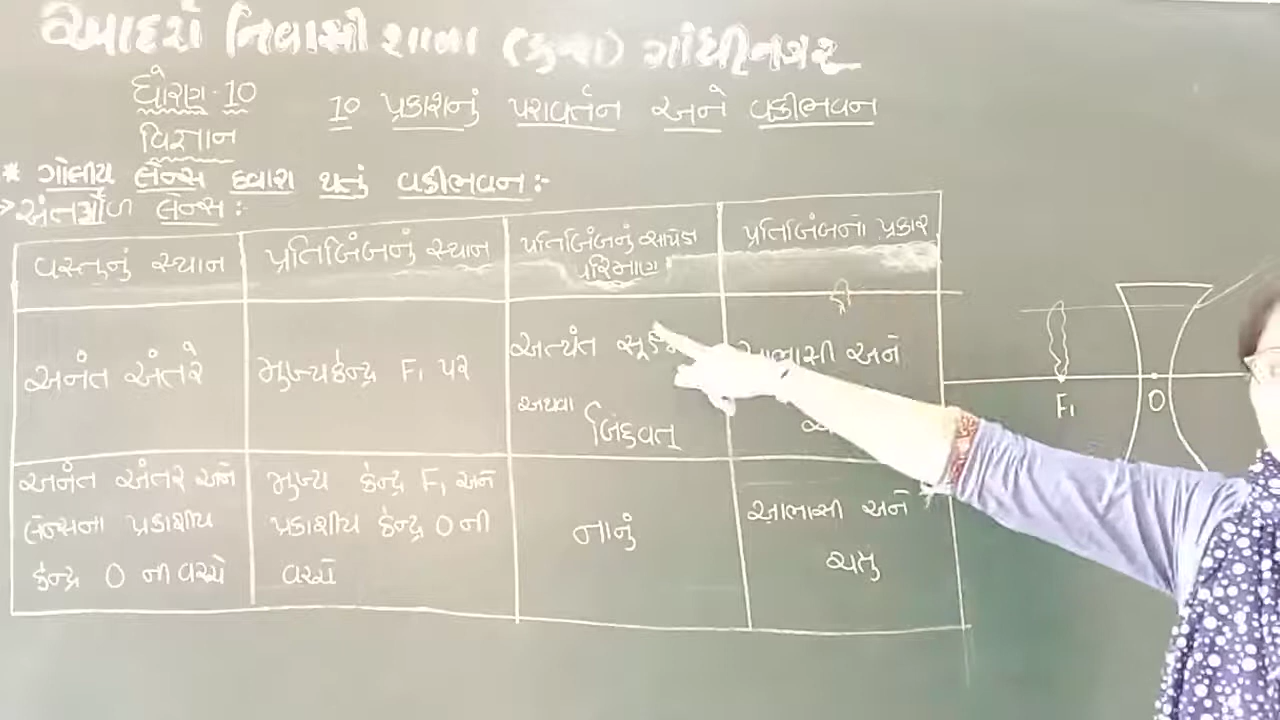 આદર્શ નિવાસી શાળા (કન્યા) ગાંધીનગર
ધોરણ-10
10 પ્રકાશનું પરાવર્તન અને વક્રીભવન
વિજ્ઞાન
* ગોલીય લેન્સ દ્વારા થતું વક્રીભવન:-
→ અંતર્ગોળ લેન્સ:-
વસ્તુનું સ્થાન
પ્રતિબિંબનું સ્થાન
પ્રતિબિંબનું સાપેક્ષ
પરિમાણ
પ્રતિબિંબનો પ્રકાર
અનંત અંતરે
મુખ્યકેન્દ્ર F₁ પર
અત્યંત
અથવા
બિંદુવત્
આભાસી અને
અનંત અંતર અને
લેન્સના પ્રકાશીય
કેન્દ્ર O ની વચ્ચે
મુખ્ય કેન્દ્ર F₁ અને
પ્રકાશીય કેન્દ્ર O ની
વચ્ચે
નાનું
આભાસી અને
ચતુ
F₁
O